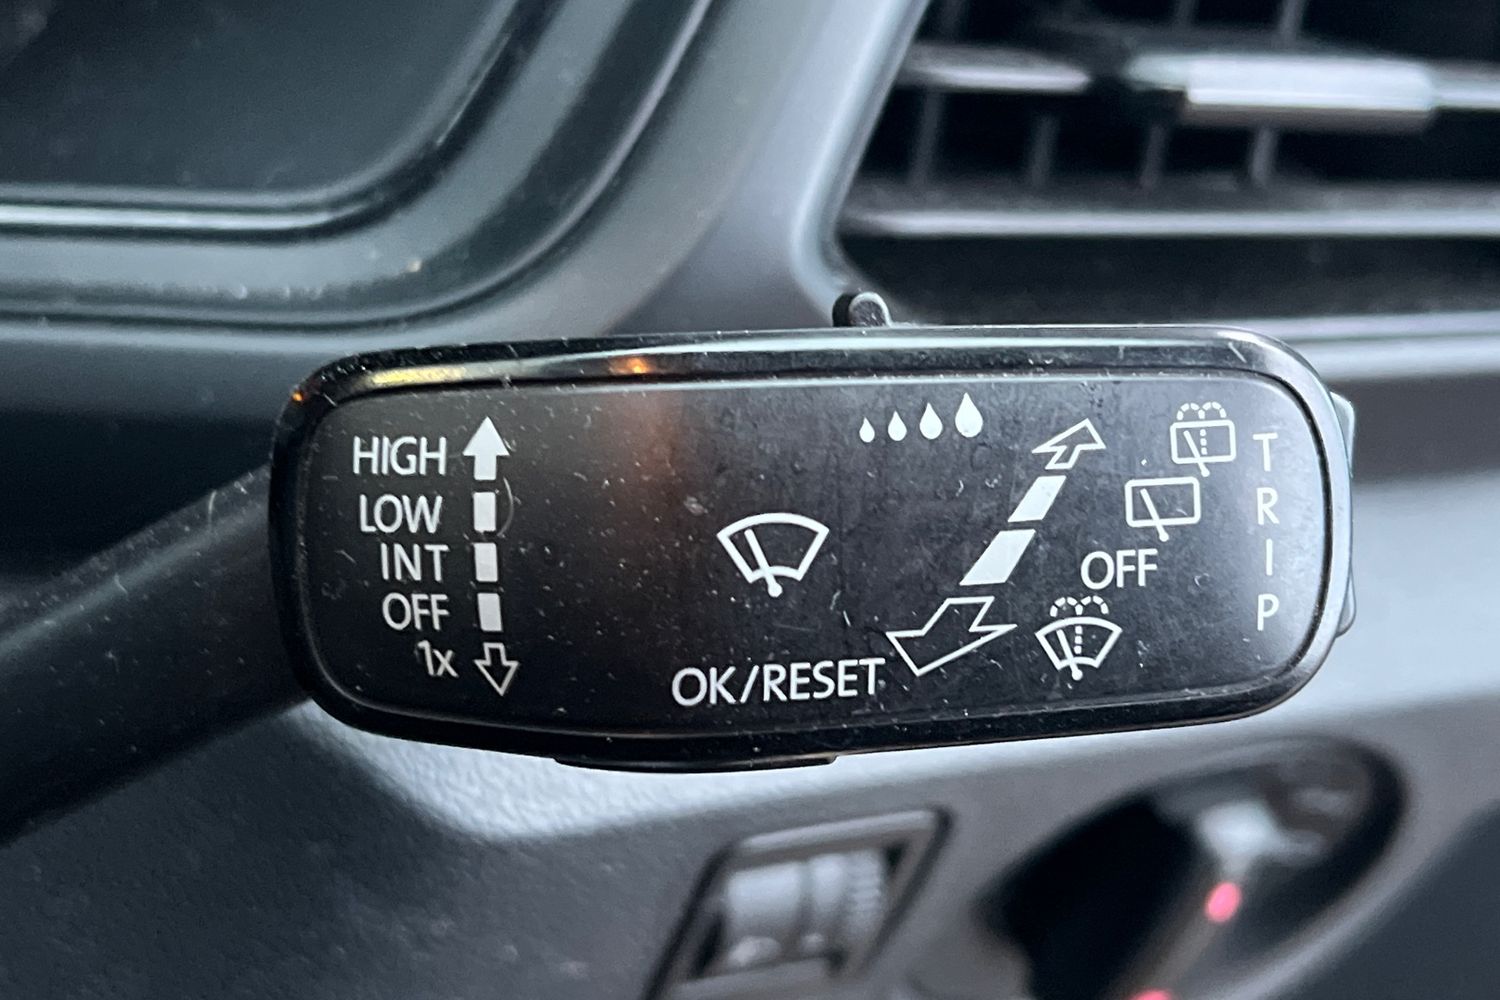 HIGH
LOW
INT
OFF
1x
OK/RESET
OFF
TRIP